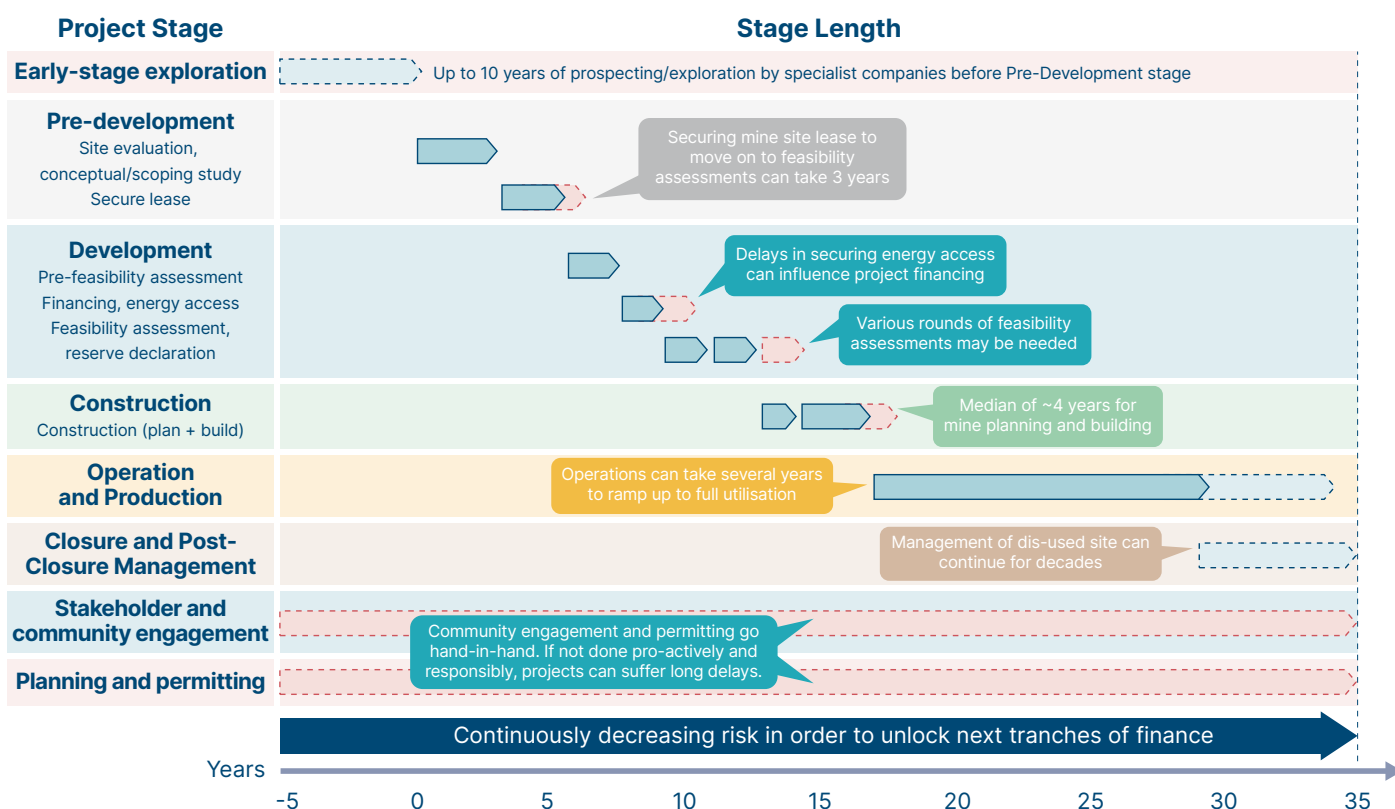 Project Stage
Stage Length
Early-stage exploration
Up to 10 years of prospecting/exploration by specialist companies before Pre-Development stage
Pre-development
Site evaluation,
conceptual/scoping study
Secure lease
Securing mine site lease to
move on to feasibility
assessments can take 3 years
Development
Pre-feasibility assessment
Financing, energy access
Feasibility assessment,
reserve declaration
Delays in securing energy access
can influence project financing
Various rounds of feasibility
assessments may be needed
Construction
Construction (plan + build)
Median of ~4 years for
mine planning and building
Operation
and Production
Operations can take several years
to ramp up to full utilisation
Closure and Post-
Closure Management
Management of dis-used site can
continue for decades
Stakeholder and
community engagement
Community engagement and permitting go
hand-in-hand. If not done pro-actively and
responsibly, projects can suffer long delays.
Planning and permitting
Continuously decreasing risk in order to unlock next tranches of finance
Years
-5 0 5 10 15 20 25 30 35